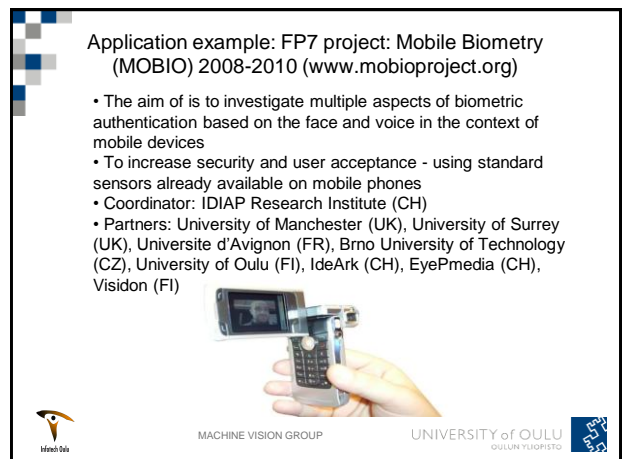 Application example: FP7 project: Mobile Biometry
(MOBIO) 2008-2010 (www.mobioproject.org)
• The aim of is to investigate multiple aspects of biometric
authentication based on the face and voice in the context of
mobile devices
• To increase security and user acceptance - using standard
sensors already available on mobile phones
• Coordinator: IDIAP Research Institute (CH)
• Partners: University of Manchester (UK), University of Surrey
(UK), Universite d'Avignon (FR), Brno University of Technology
(CZ), University of Oulu (FI), IdeArk (CH), EyePmedia (CH),
Visidon (FI)
Infotech Oulu
MACHINE VISION GROUP
UNIVERSITY of OULU
OULUN YLIOPISTO